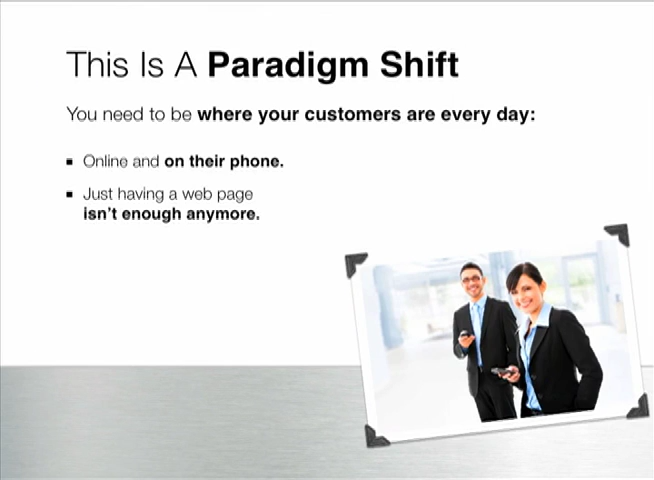 This Is A Paradigm Shift
You need to be where your customers are every day:
Online and on their phone.
Just having a web page
isn't enough anymore.